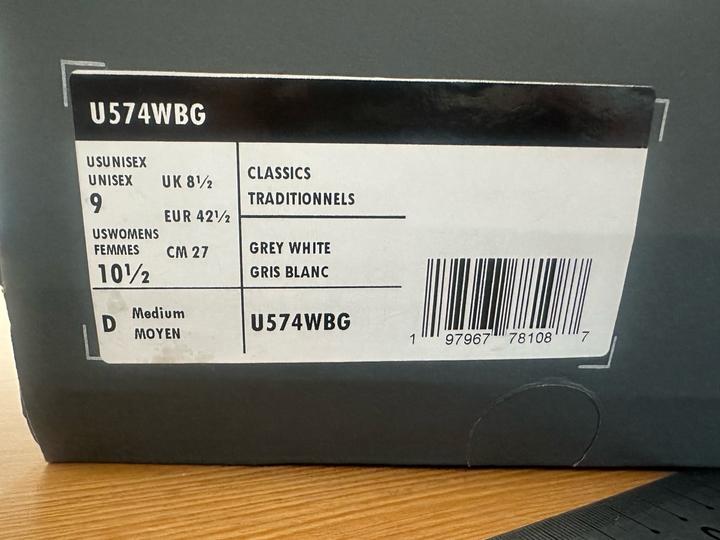 U574WBG
USUNISEX
UNISEX
9
UK 8½
EUR 42½
USWOMENS
FEMMES
10½
CM 27
D Medium
MOYEN
CLASSICS
TRADITIONNELS
GREY WHITE
GRIS BLANC
U574WBG
1 97967 78108 7